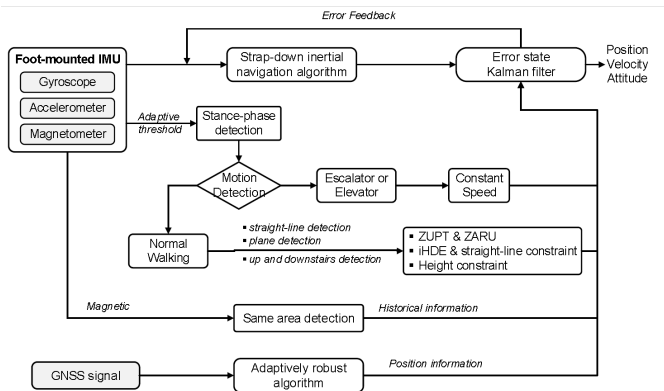 Error Feedback
Foot-mounted IMU
Gyroscope
Accelerometer
Magnetometer
Strap-down inertial
navigation algorithm
Error state
Kalman filter
Position
Velocity
Attitude
Adaptive
threshold
Stance-phase
detection
Motion
Detection
Escalator or
Elevator
Constant
Speed
Normal
Walking
▪ straight-line detection
▪ plane detection
▪ up and downstairs detection
▪ ZUPT & ZARU
▪ iHDE & straight-line constraint
▪ Height constraint
Magnetic
Same area detection
Historical information
GNSS signal
Adaptively robust
algorithm
Position information